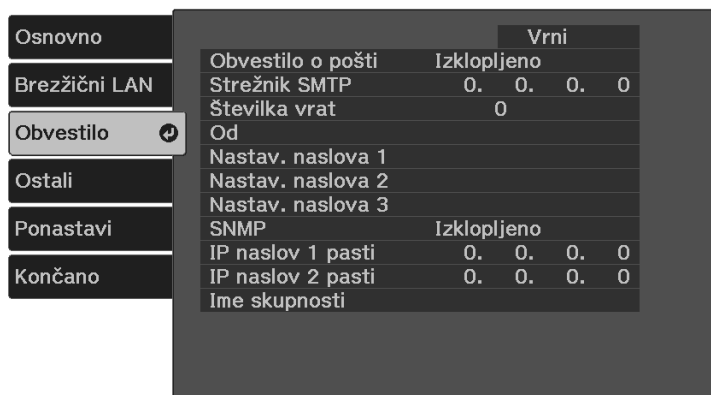 Osnovno
Brezžični LAN
Obvestilo
Ostali
Ponastavi
Končano
Vrni
Obvestilo o pošti Izklopljeno
Strežnik SMTP 0. 0. 0. 0
Številka vrat 0
Od
Nastav. naslova 1
Nastav. naslova 2
Nastav. naslova 3
SNMP Izklopljeno
IP naslov 1 pasti 0. 0. 0. 0
IP naslov 2 pasti 0. 0. 0. 0
Ime skupnosti